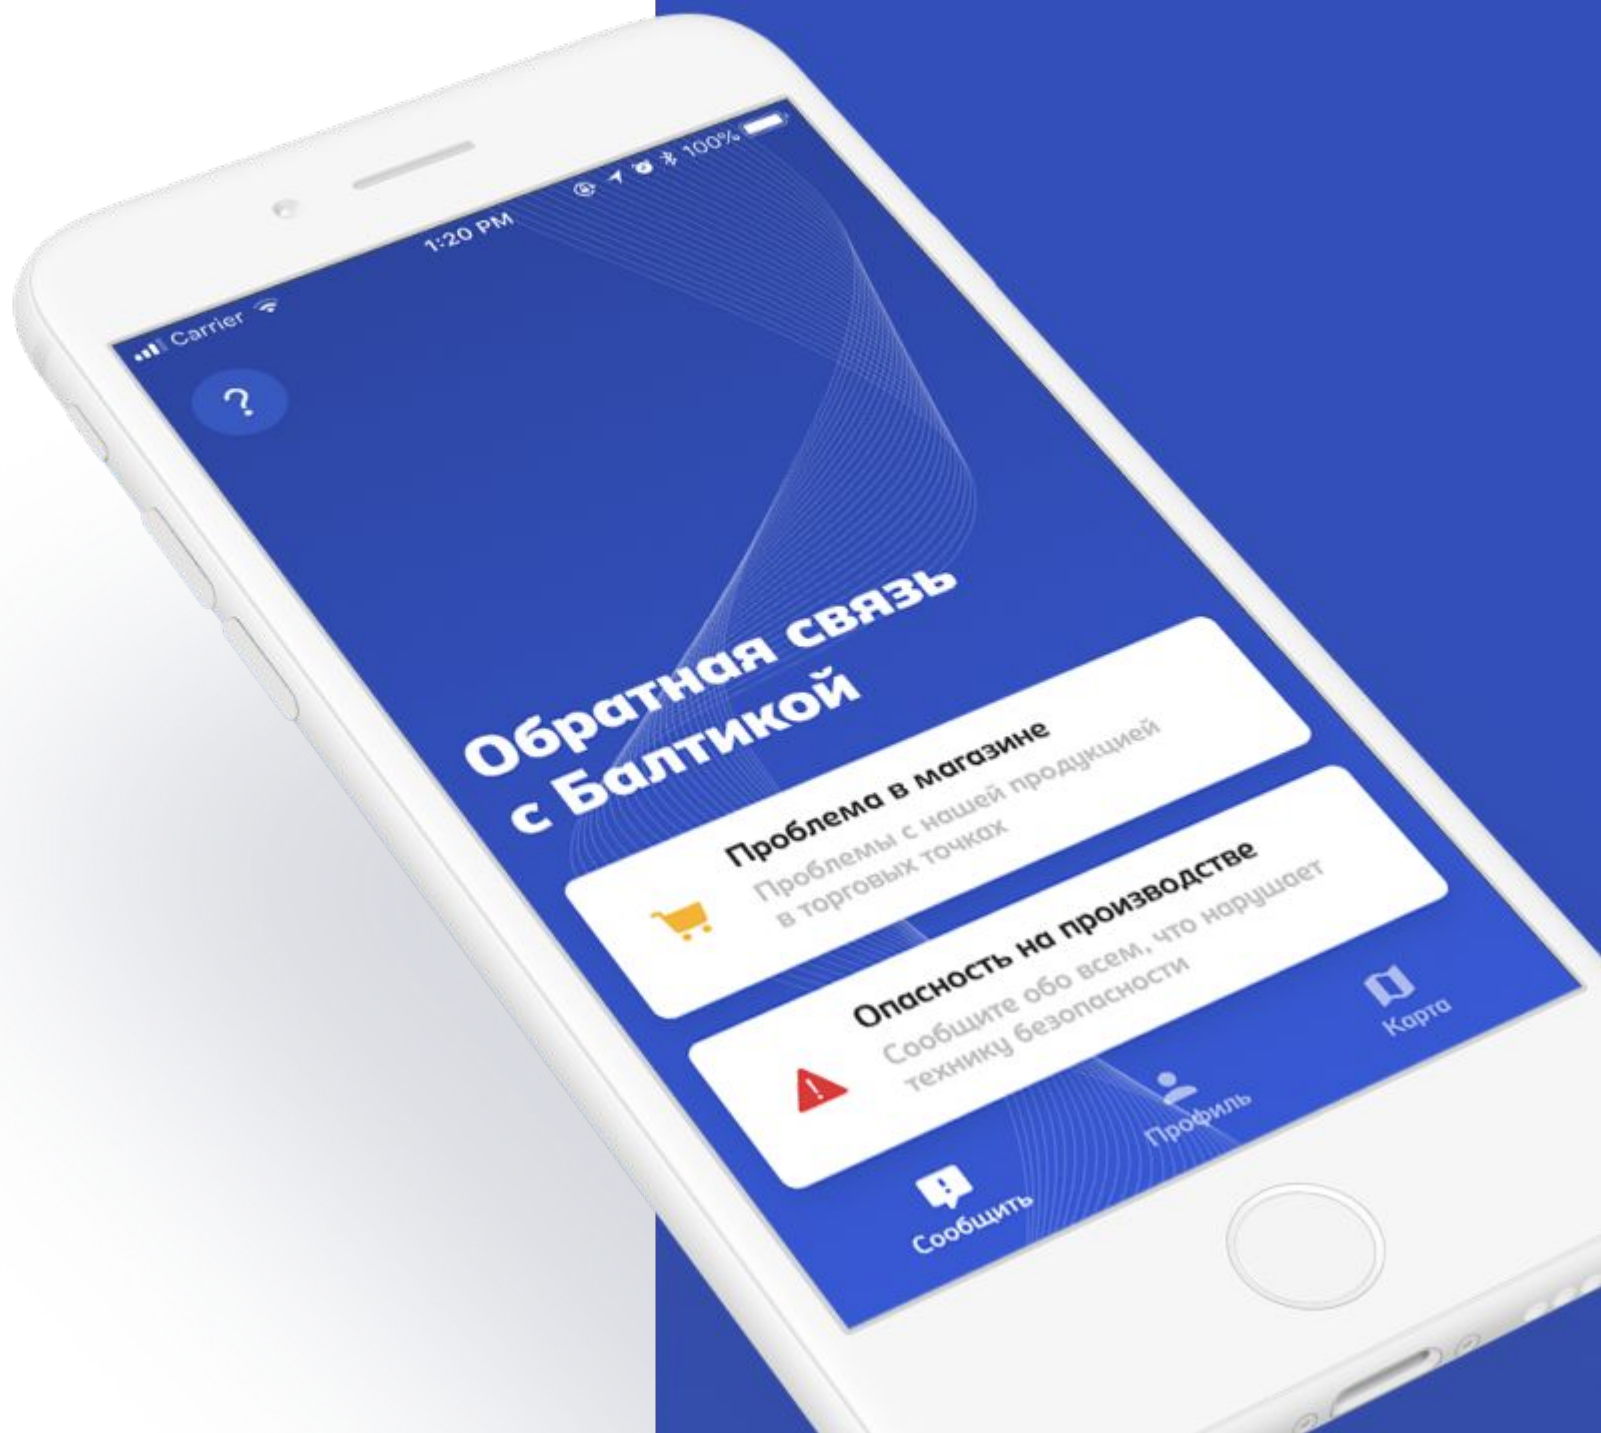 Carrier 1:20 PM 100%
?
Обратная связь
с Балтикой
Проблема в магазине
Проблемы с нашей продукцией
в торговых точках
Опасность на производстве
Сообщите обо всем, что нарушает
технику безопасности
Сообщить Профиль Карта